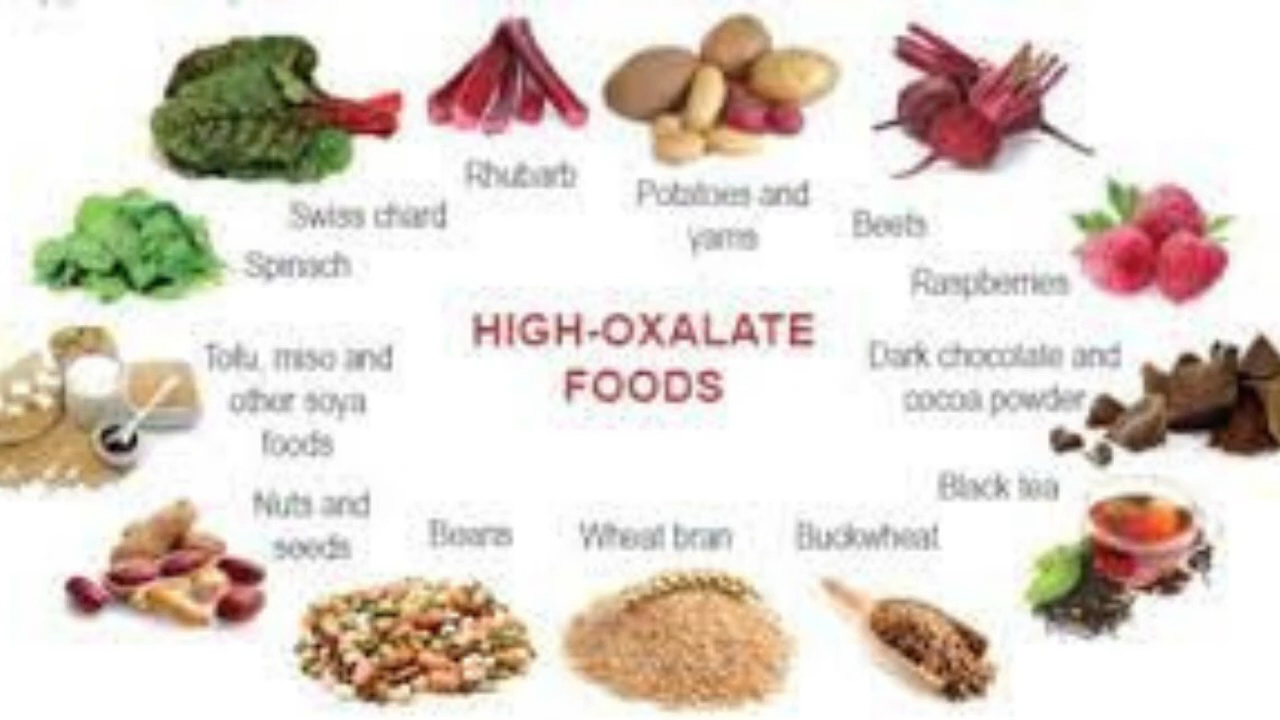 Rhubarb
Potatoes and
yams
Swiss chard
Beets
Spinach
Raspberries
HIGH-OXALATE
FOODS
Tofu, miso and
other soya
foods
Dark chocolate and
cocoa powder
Black tea
Nuts and
seeds
Beans
Wheat bran
Buckwheat